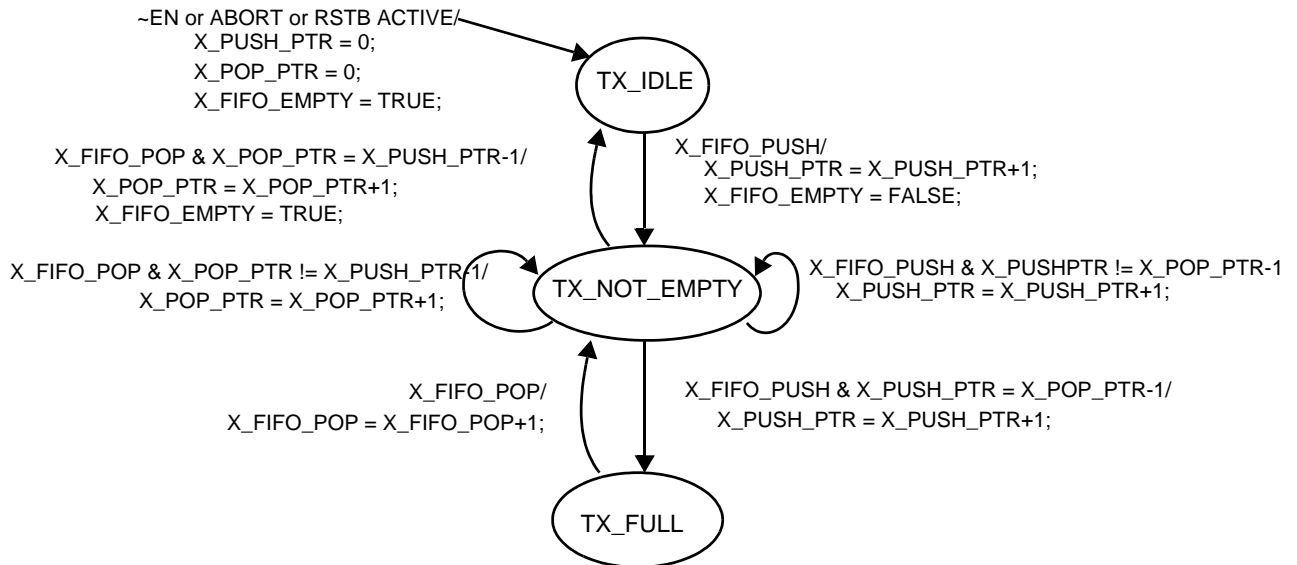 ~EN or ABORT or RSTB ACTIVE/
X_PUSH_PTR = 0;
X_POP_PTR = 0;
X_FIFO_EMPTY = TRUE;
TX_IDLE
X_FIFO_POP & X_POP_PTR = X_PUSH_PTR-1/
X_POP_PTR = X_POP_PTR+1;
X_FIFO_EMPTY = TRUE;
X_FIFO_PUSH/
X_PUSH_PTR = X_PUSH_PTR+1;
X_FIFO_EMPTY = FALSE;
X_FIFO_POP & X_POP_PTR != X_PUSH_PTR-1/
X_POP_PTR = X_POP_PTR+1;
TX_NOT_EMPTY
X_FIFO_PUSH & X_PUSHPTR != X_POP_PTR-1
X_PUSH_PTR = X_PUSH_PTR+1;
X_FIFO_POP/
X_FIFO_POP = X_FIFO_POP+1;
X_FIFO_PUSH & X_PUSH_PTR = X_POP_PTR-1/
X_PUSH_PTR = X_PUSH_PTR+1;
TX_FULL